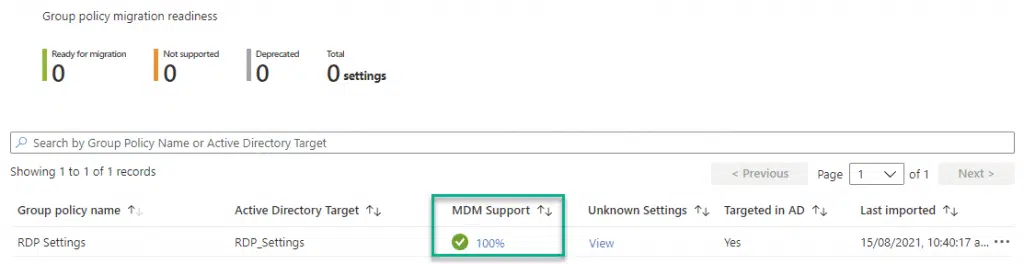 Group policy migration readiness
Ready for migration Not supported Deprecated Total
0 0 0 0 settings
Search by Group Policy Name or Active Directory Target
Showing 1 to 1 of 1 records
< Previous Page 1 of 1 Next >
Group policy name Active Directory Target MDM Support Unknown Settings Targeted in AD Last imported
RDP Settings RDP_Settings 100% View Yes 15/08/2021, 10:40:17 a...